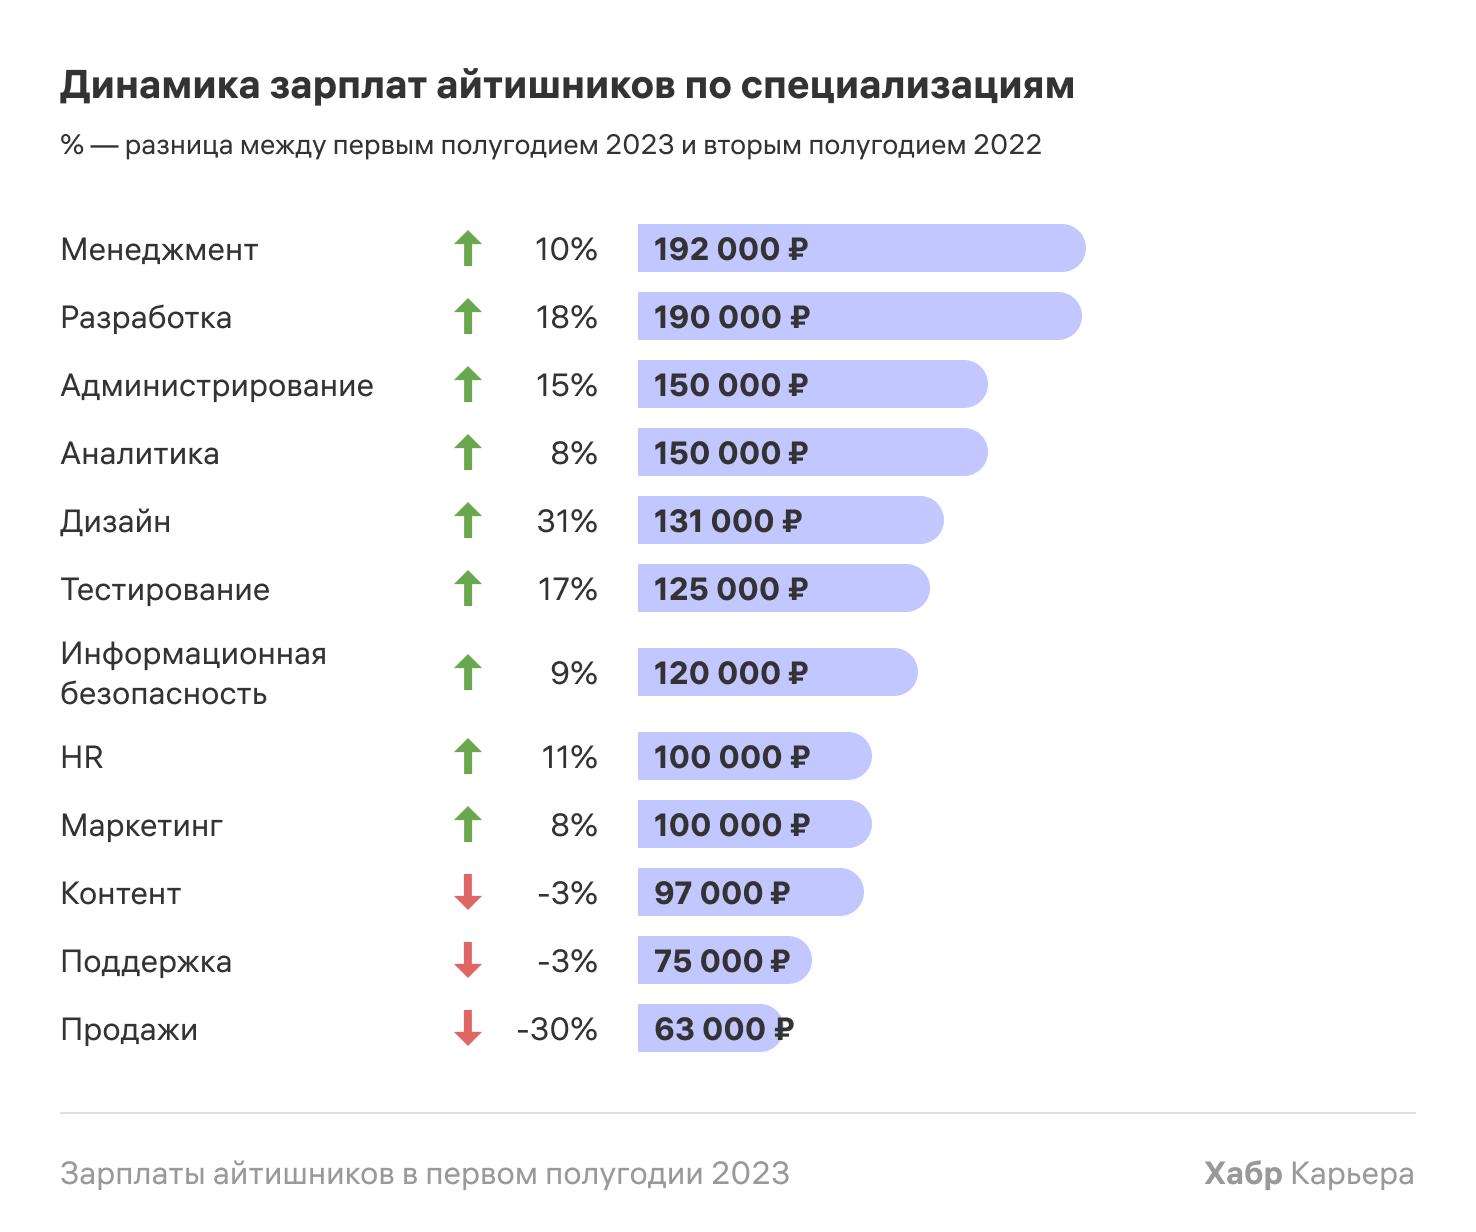 Динамика зарплат айтишников по специализациям
% — разница между первым полугодием 2023 и вторым полугодием 2022
Менеджмент 10% 192 000 ₽
Разработка 18% 190 000 ₽
Администрирование 15% 150 000 ₽
Аналитика 8% 150 000 ₽
Дизайн 31% 131 000 ₽
Тестирование 17% 125 000 ₽
Информационная
безопасность 9% 120 000 ₽
HR 11% 100 000 ₽
Маркетинг 8% 100 000 ₽
Контент -3% 97 000 ₽
Поддержка -3% 75 000 ₽
Продажи -30% 63 000 ₽
Зарплаты айтишников в первом полугодии 2023 Хабр Карьера